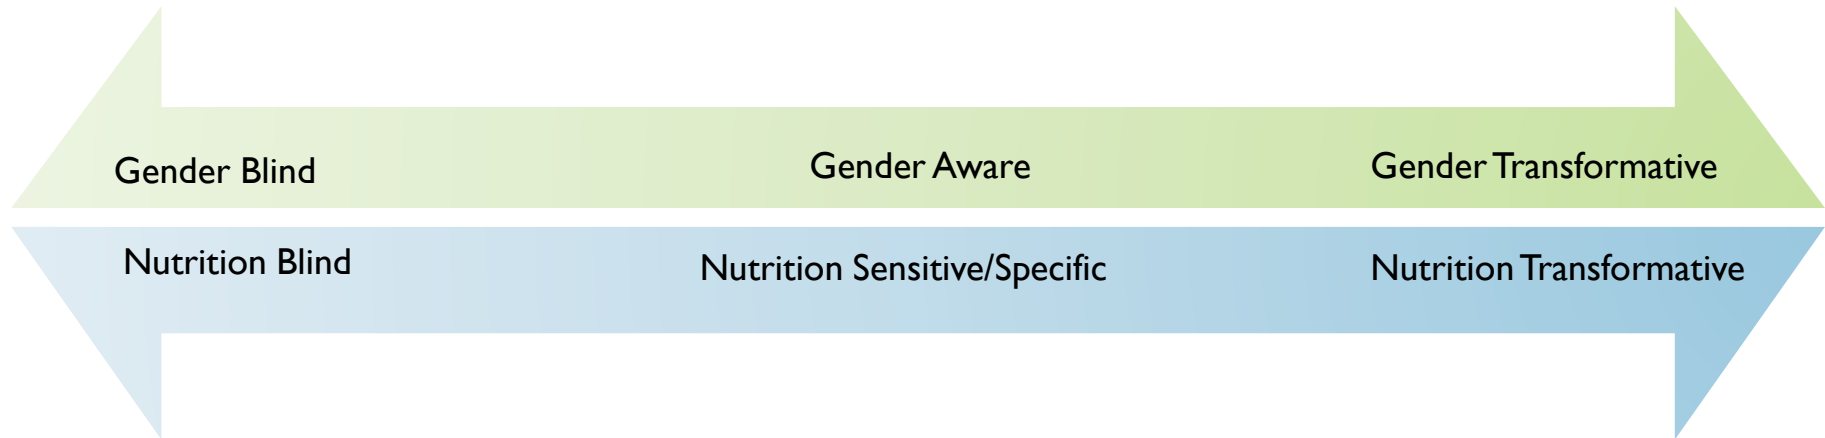 Gender Blind
Gender Aware
Gender Transformative
Nutrition Blind
Nutrition Sensitive/Specific
Nutrition Transformative